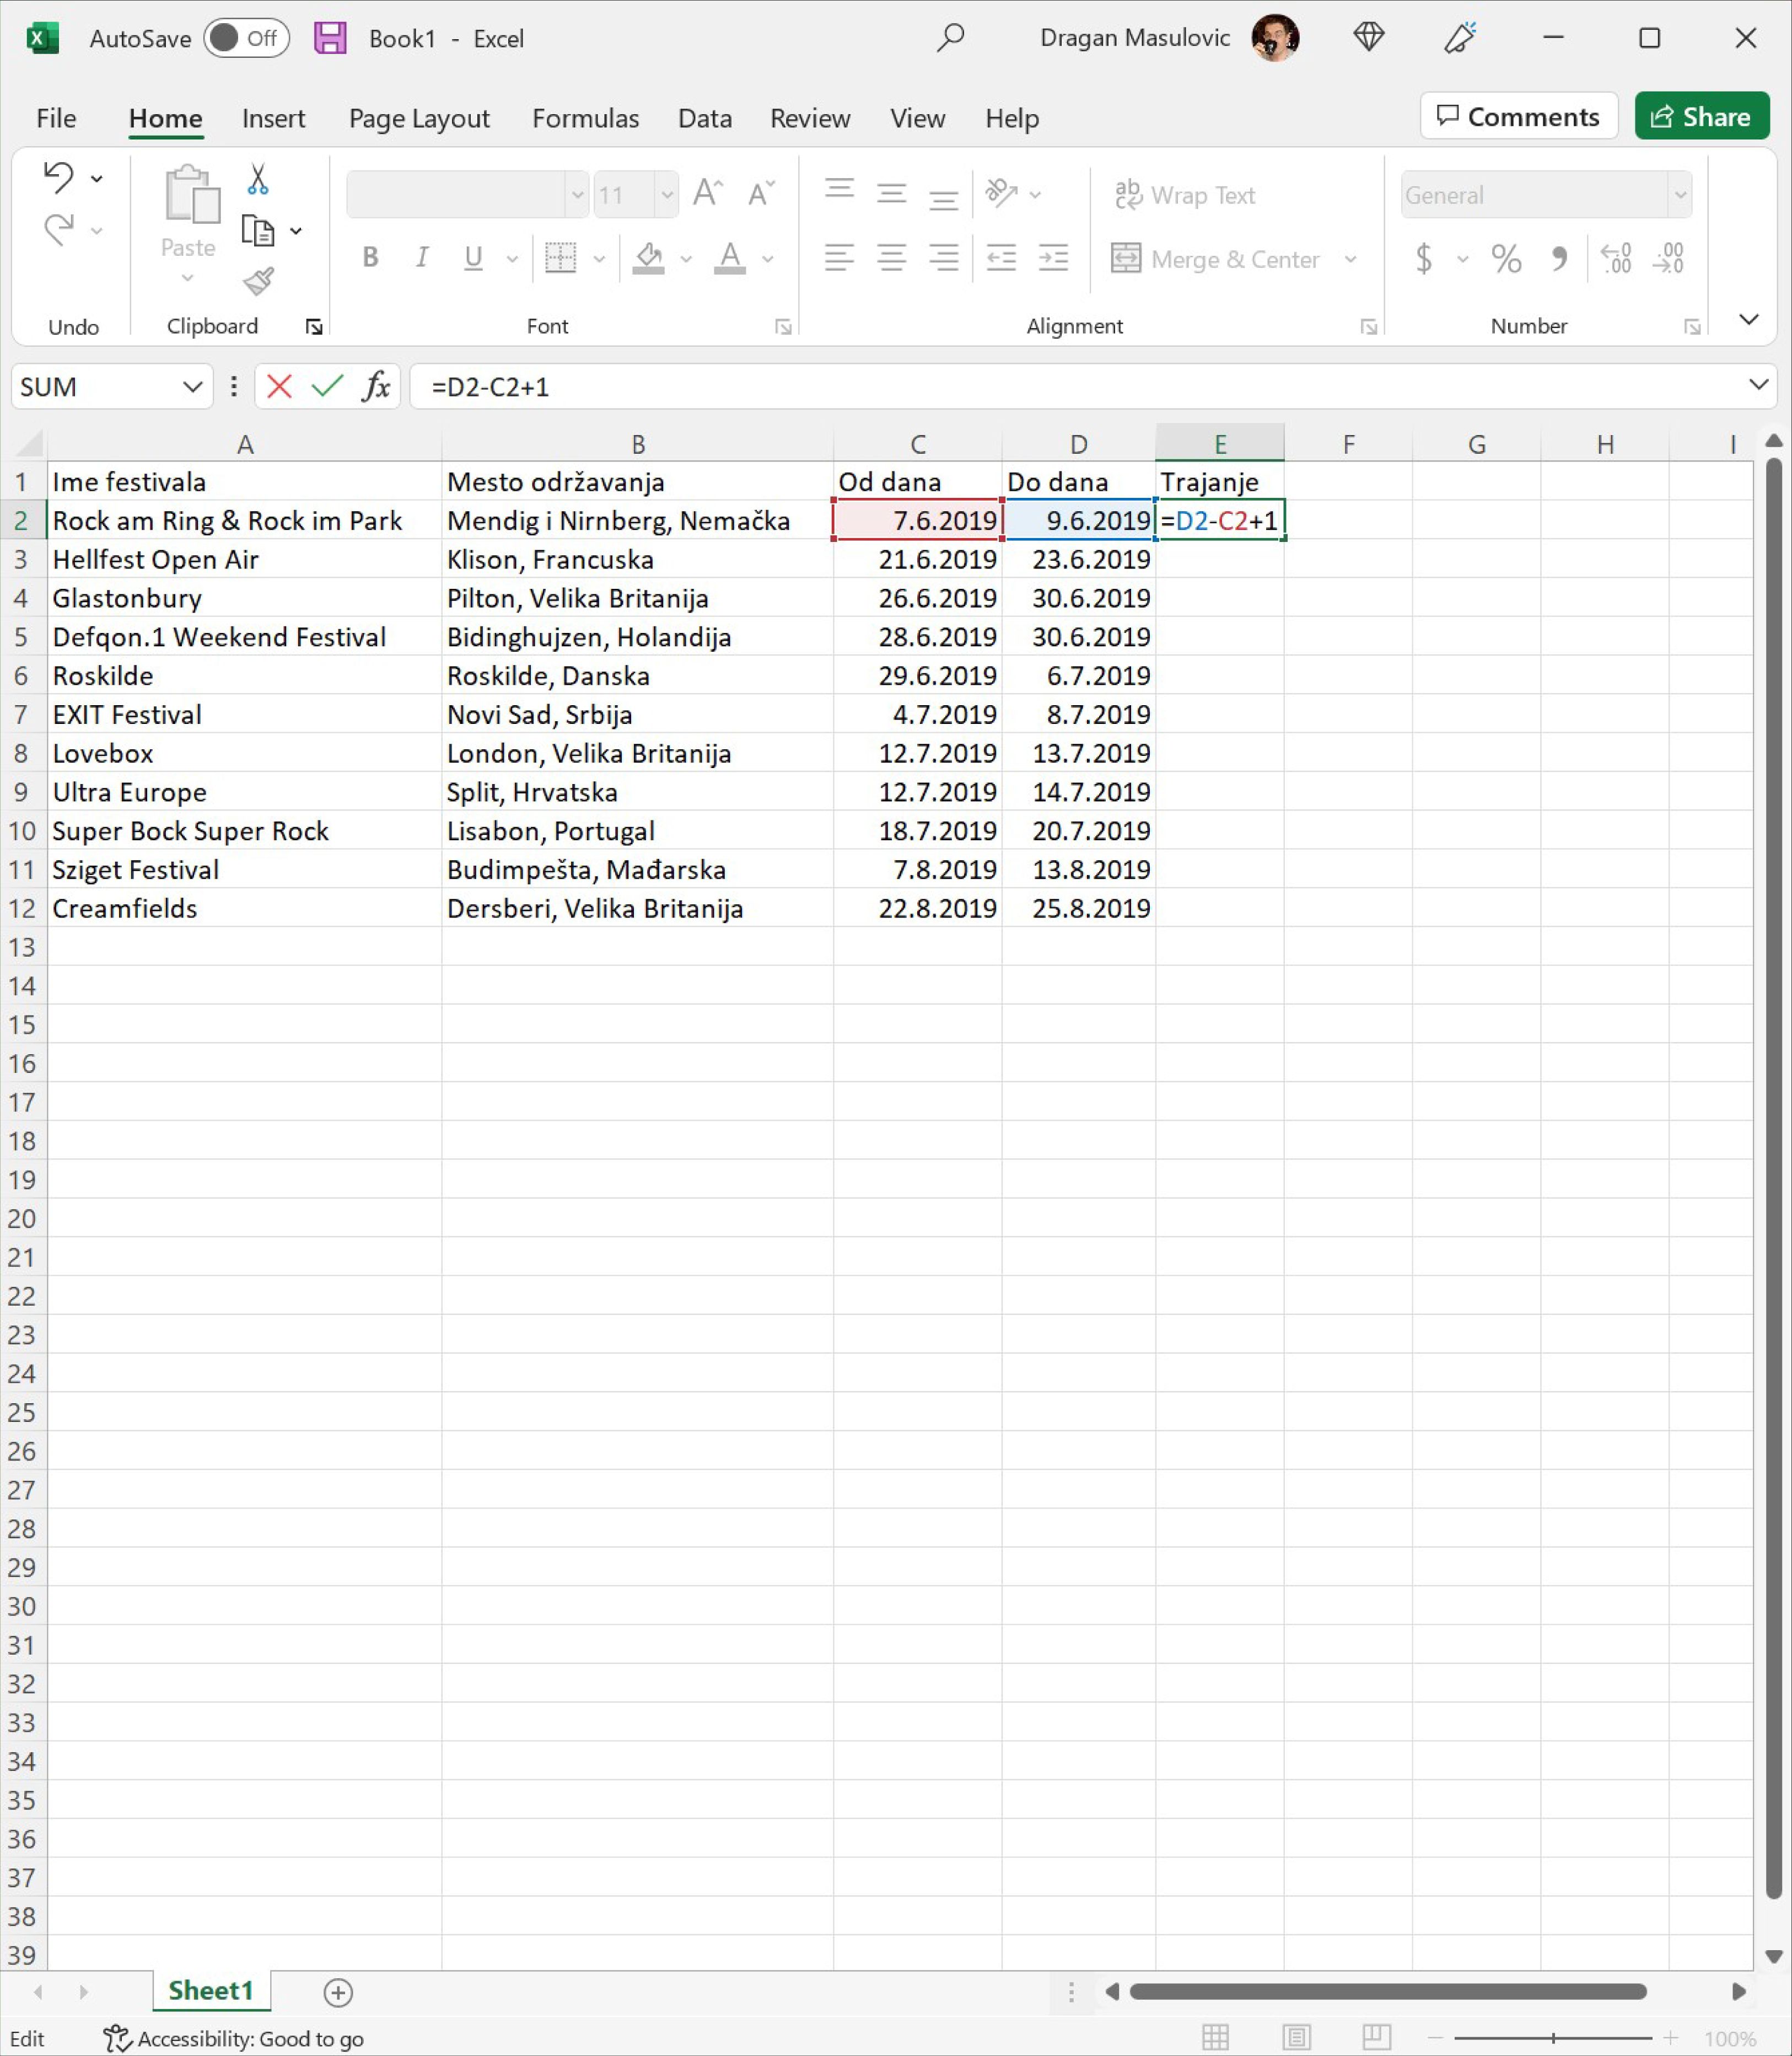 AutoSave Off Book1 - Excel Dragan Masulovic
File Home Insert Page Layout Formulas Data Review View Help Comments Share
11 A^ A˅ ab Wrap Text General
Paste B I U A Merge & Center $ % 9 .00 .00
Undo Clipboard Font Alignment Number
SUM fx =D2-C2+1
A B C D E F G H I
1 Ime festivala Mesto održavanja Od dana Do dana Trajanje
2 Rock am Ring & Rock im Park Mendig i Nirnberg, Nemačka 7.6.2019 9.6.2019 =D2-C2+1
3 Hellfest Open Air Klison, Francuska 21.6.2019 23.6.2019
4 Glastonbury Pilton, Velika Britanija 26.6.2019 30.6.2019
5 Defqon.1 Weekend Festival Bidinghujzen, Holandija 28.6.2019 30.6.2019
6 Roskilde Roskilde, Danska 29.6.2019 6.7.2019
7 EXIT Festival Novi Sad, Srbija 4.7.2019 8.7.2019
8 Lovebox London, Velika Britanija 12.7.2019 13.7.2019
9 Ultra Europe Split, Hrvatska 12.7.2019 14.7.2019
10 Super Bock Super Rock Lisabon, Portugal 18.7.2019 20.7.2019
11 Sziget Festival Budimpešta, Mađarska 7.8.2019 13.8.2019
12 Creamfields Dersberi, Velika Britanija 22.8.2019 25.8.2019
13
14
15
16
17
18
19
20
21
22
23
24
25
26
27
28
29
30
31
32
33
34
35
36
37
38
39
Sheet1
Edit Accessibility: Good to go 100%